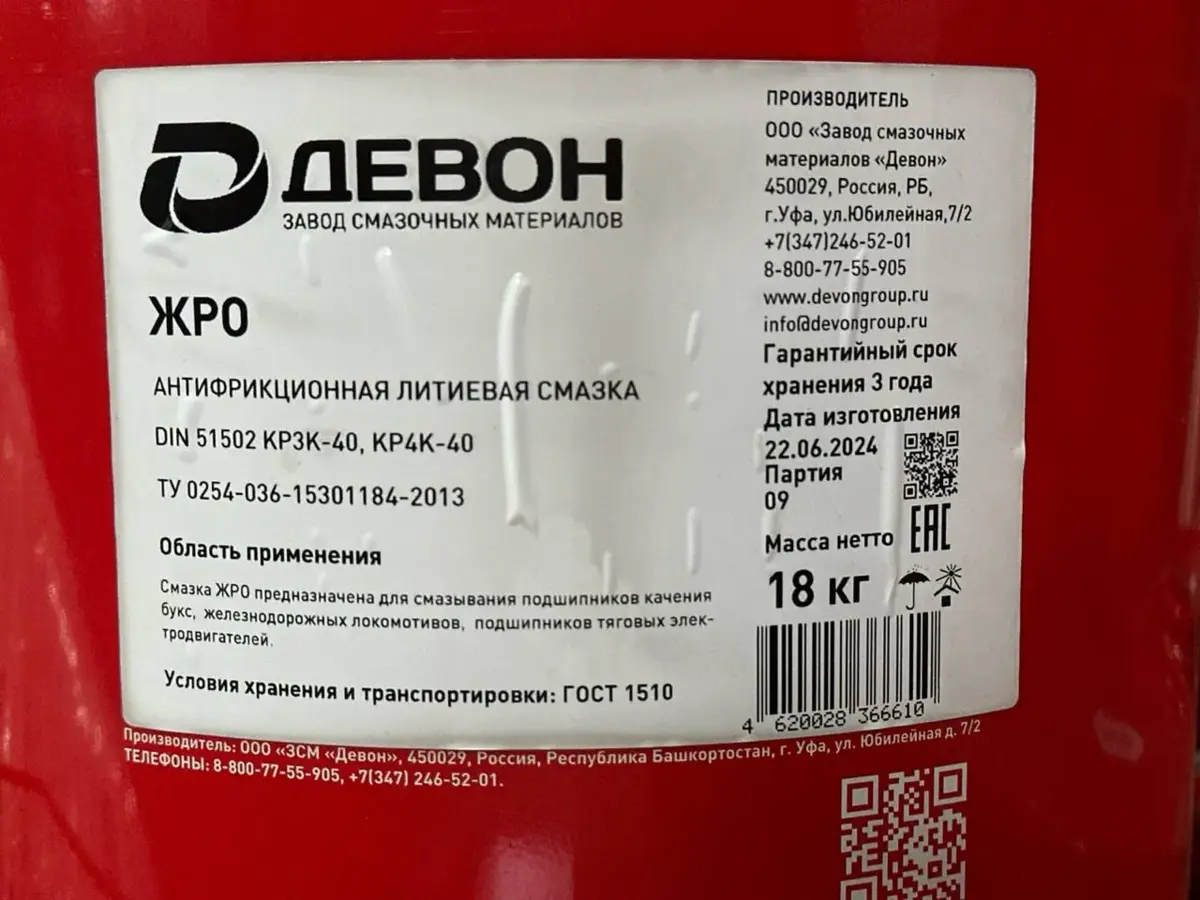 ДЕВОН
ЗАВОД СМАЗОЧНЫХ МАТЕРИАЛОВ
ЖРО
АНТИФРИКЦИОННАЯ ЛИТИЕВАЯ СМАЗКА
DIN 51502 KP3K-40, KP4K-40
ТУ 0254-036-15301184-2013
Область применения
Смазка ЖРО предназначена для смазывания подшипников качения
букс, железнодорожных локомотивов, подшипников тяговых элек-
тродвигателей.
Условия хранения и транспортировки: ГОСТ 1510
ПРОИЗВОДИТЕЛЬ
ООО «Завод смазочных
материалов «Девон»
450029, Россия, РБ,
г.Уфа, ул.Юбилейная,7/2
+7(347)246-52-01
8-800-77-55-905
www.devongroup.ru
info@devongroup.ru
Гарантийный срок
хранения 3 года
Дата изготовления
22.06.2024
Партия
09
EAC
Масса нетто
18 кг
4 620028 366610
Производитель: ООО «ЗСМ «Девон», 450029, Россия, Республика Башкортостан, г. Уфа, ул. Юбилейная д. 7/2
ТЕЛЕФОНЫ: 8-800-77-55-905, +7(347) 246-52-01.